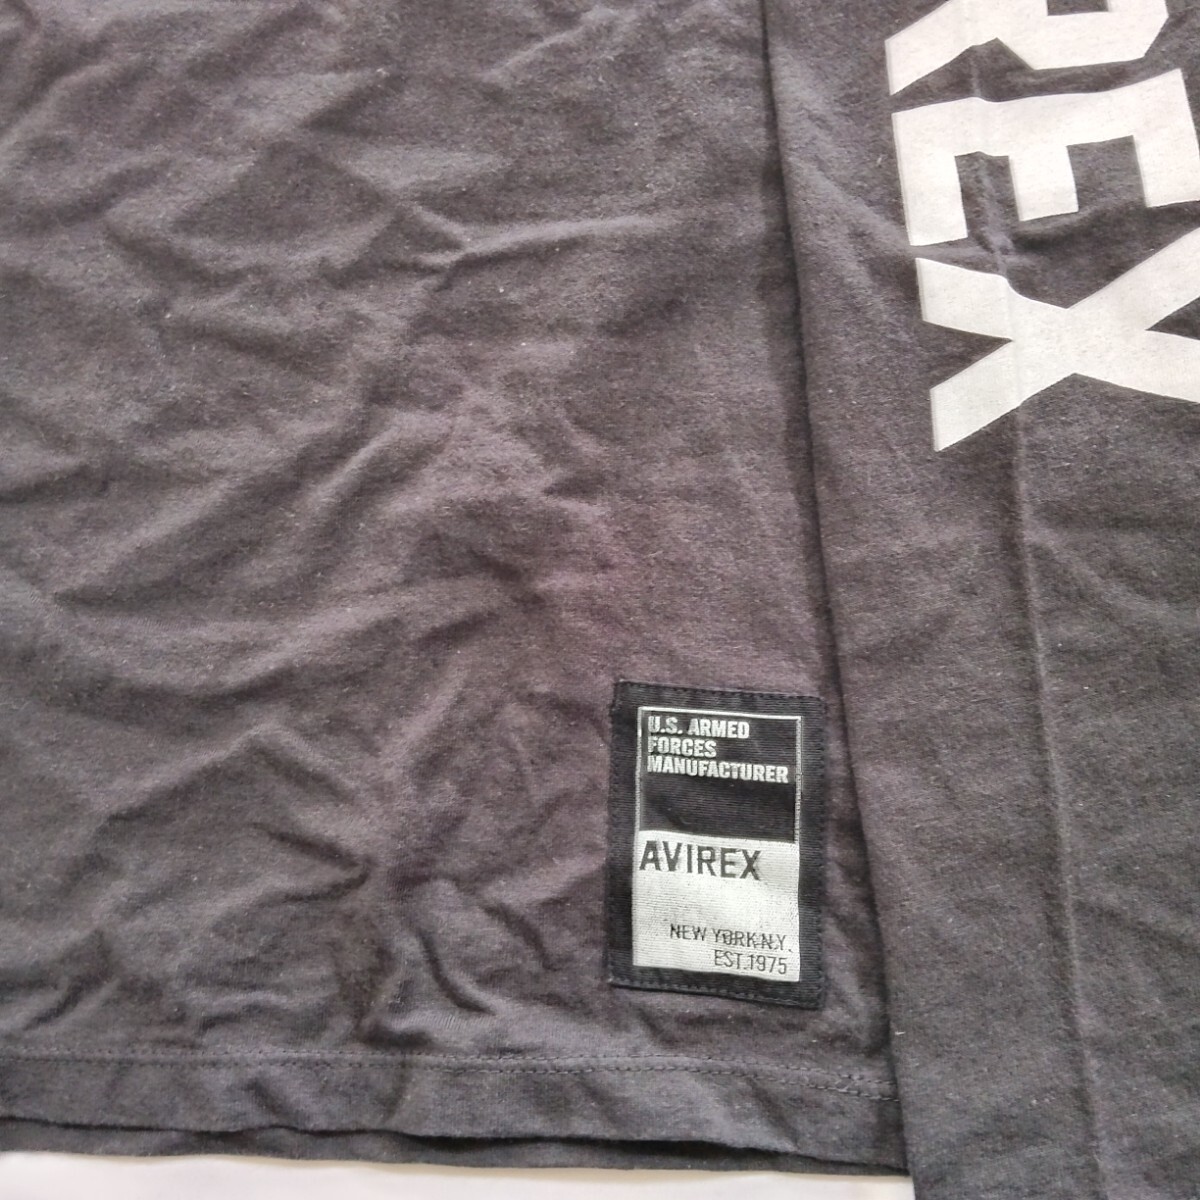 REX
U.S. ARMED
FORCES
MANUFACTURER
AVIREX
NEW YORK N.Y.
EST.1975